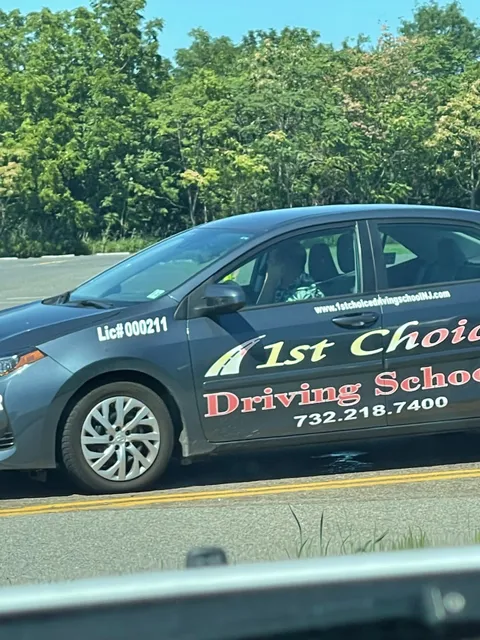 www.1stchoicedrivingschoolNJ.com
Lic#000211
1st Choic
Driving Schoo
732.218.7400